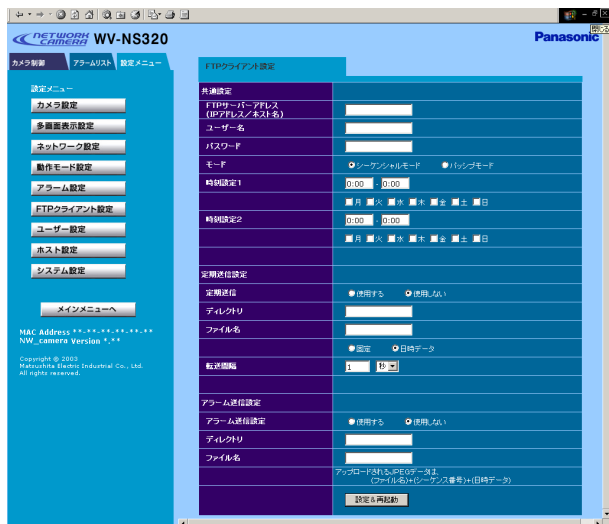 閉じる
NETWORK CAMERA WV-NS320
Panasonic
カメラ制御 アラームリスト 設定メニュー
設定メニュー
カメラ設定
多画面表示設定
ネットワーク設定
動作モード設定
アラーム設定
FTPクライアント設定
ユーザー設定
ホスト設定
システム設定
メインメニューへ
MAC Address **-**-**-**-**-**
NW_camera Version *.**
Copyright © 2003
Matsushita Electric Industrial Co., Ltd.
All rights reserved.
FTPクライアント設定
共通設定
FTPサーバーアドレス
(IPアドレス/ホスト名)
ユーザー名
パスワード
モード シーケンシャルモード パッシブモード
時刻設定1 0:00 - 0:00
月 火 水 木 金 土 日
時刻設定2 0:00 - 0:00
月 火 水 木 金 土 日
定期送信設定
定期送信 使用する 使用しない
ディレクトリ
ファイル名
固定 日時データ
転送間隔 1 秒
アラーム送信設定
アラーム送信設定 使用する 使用しない
ディレクトリ
ファイル名
アップロードされるJPEGデータは、
(ファイル名)+(シーケンス番号)+(日時データ)
設定&再起動